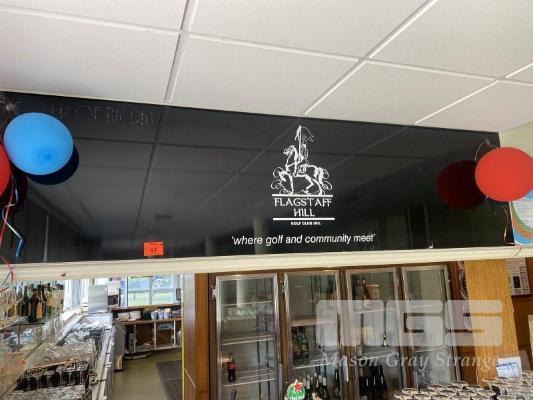 FLAGSTAFF
HILL
GOLF CLUB INC.
'where golf and community meet'
MGS
Mason Gray Strange